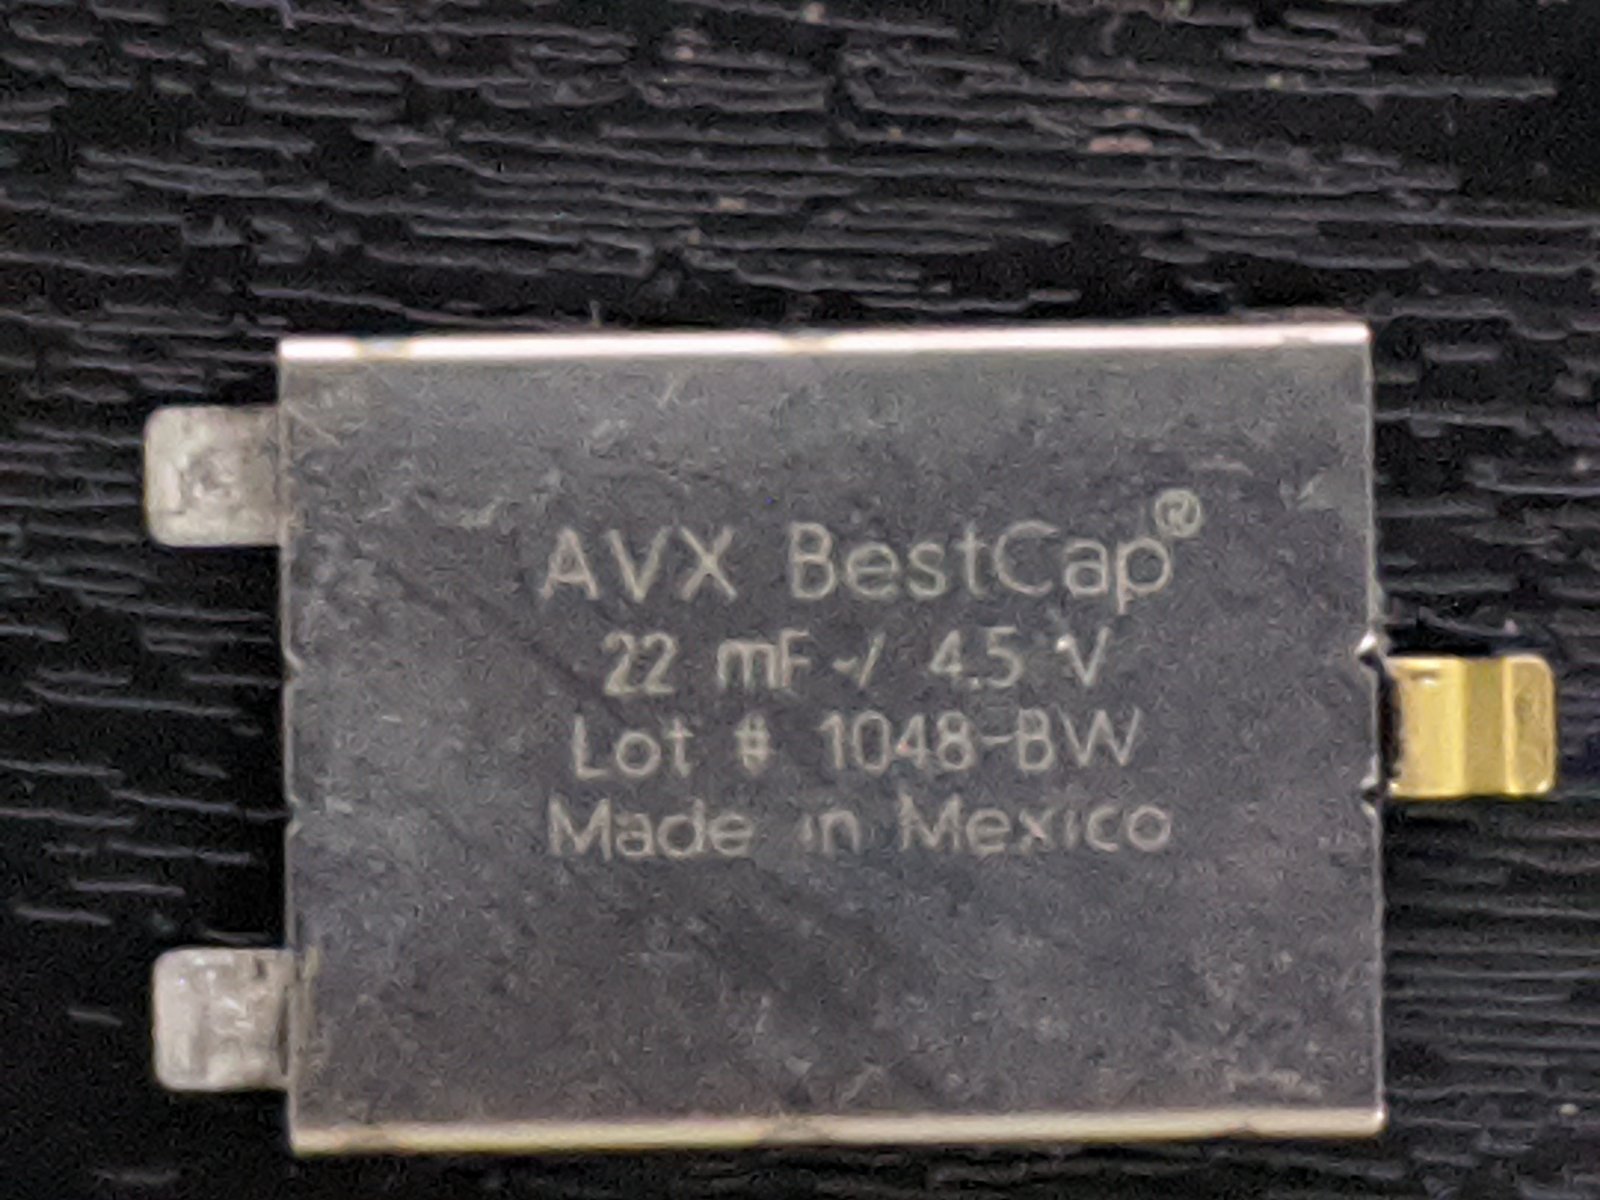 AVX BestCap®
22 mF / 4.5 V
Lot # 1048-BW
Made in Mexico